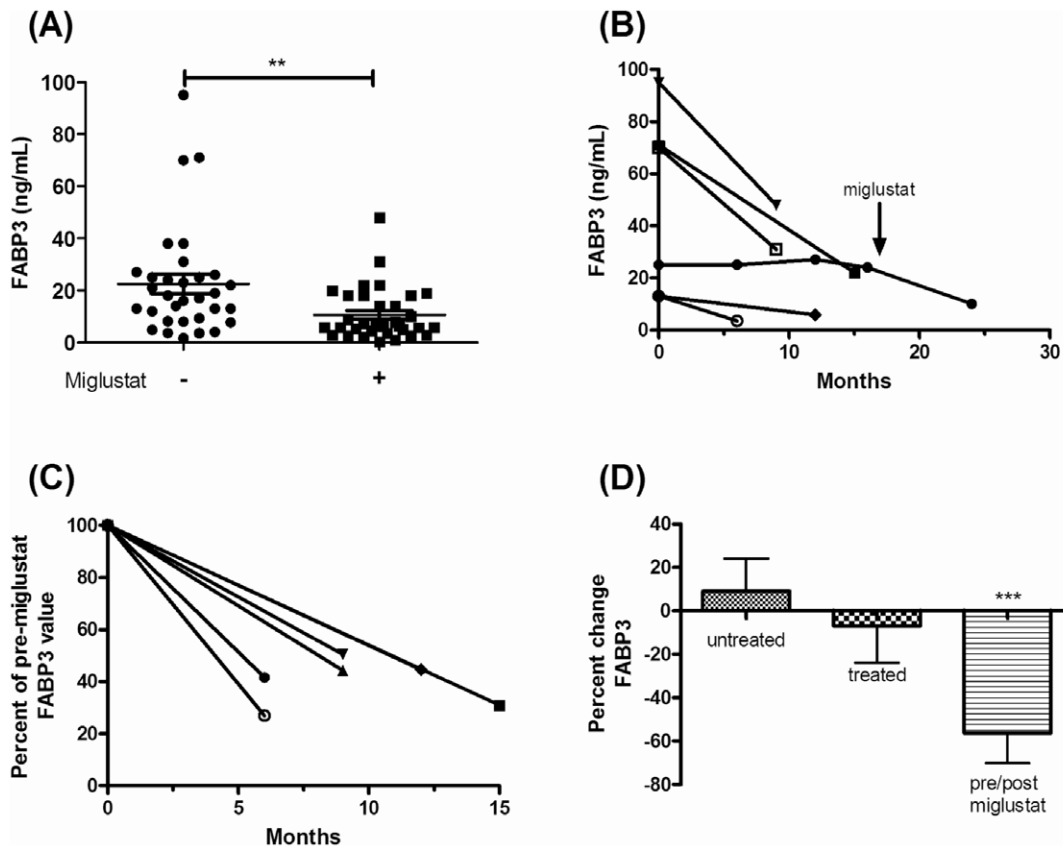 (A)
**
FABP3 (ng/mL)
100
80
60
40
20
0
Miglustat - +
(B)
FABP3 (ng/mL)
100
80
60
40
20
0
miglustat
0 10 20 30
Months
(C)
Percent of pre-miglustat
FABP3 value
100
80
60
40
20
0
0 5 10 15
Months
(D)
Percent change
FABP3
40
20
0
-20
-40
-60
-80
untreated
treated
***
pre/post
miglustat